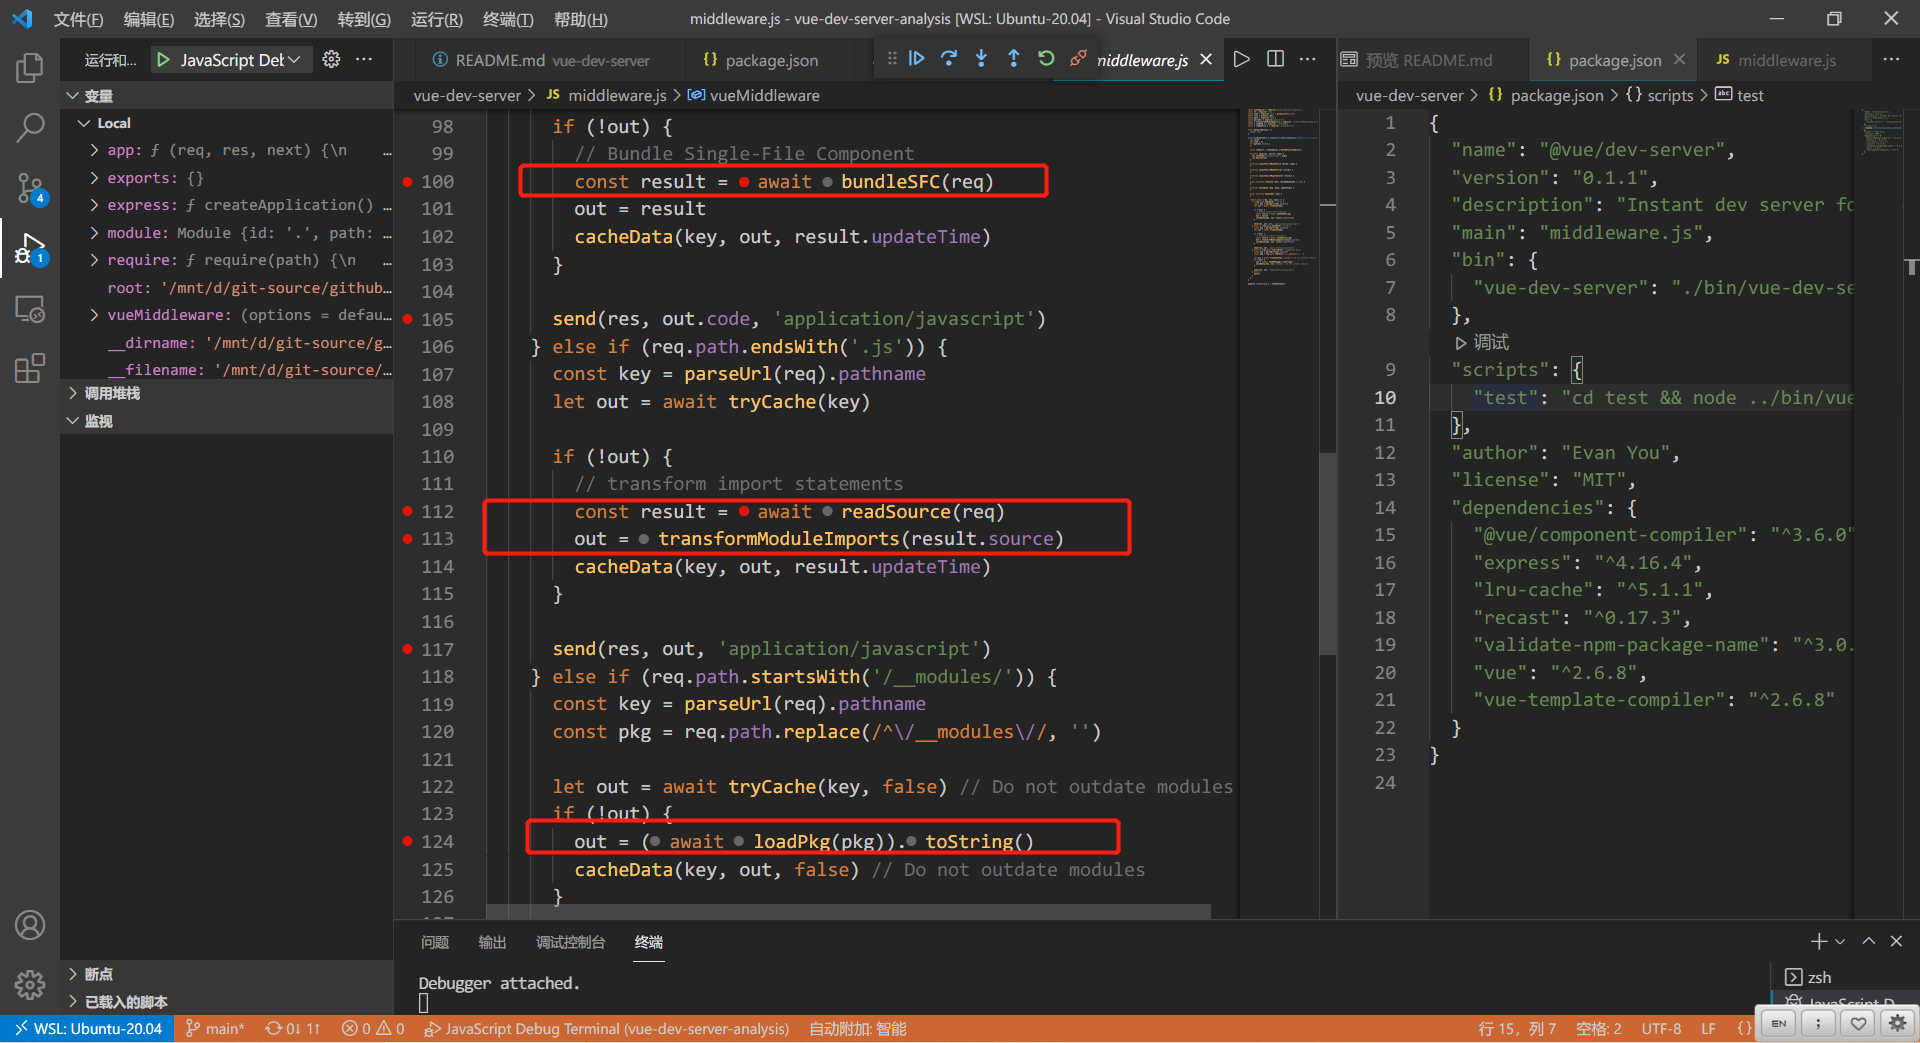 文件(F) 编辑(E) 选择(S) 查看(V) 转到(G) 运行(R) 终端(T) 帮助(H) middleware.js - vue-dev-server-analysis [WSL: Ubuntu-20.04] - Visual Studio Code
运行和... JavaScript Det
README.md vue-dev-server
{} package.json
middleware.js
预览 README.md
{} package.json
JS middleware.js
4
1
变量
Local
app: ƒ (req, res, next) {\n …
exports: {}
express: ƒ createApplication() …
module: Module {id: '.', path: …
require: ƒ require(path) {\n …
root: '/mnt/d/git-source/github…
vueMiddleware: (options = defau…
__dirname: '/mnt/d/git-source/g…
__filename: '/mnt/d/git-source/…
调用堆栈
监视
断点
已载入的脚本
vue-dev-server > JS middleware.js > vueMiddleware
98 if (!out) {
99 // Bundle Single-File Component
100 const result = await bundleSFC(req)
101 out = result
102 cacheData(key, out, result.updateTime)
103 }
104
105 send(res, out.code, 'application/javascript')
106 } else if (req.path.endsWith('.js')) {
107 const key = parseUrl(req).pathname
108 let out = await tryCache(key)
109
110 if (!out) {
111 // transform import statements
112 const result = await readSource(req)
113 out = transformModuleImports(result.source)
114 cacheData(key, out, result.updateTime)
115 }
116
117 send(res, out, 'application/javascript')
118 } else if (req.path.startsWith('/__modules/')) {
119 const key = parseUrl(req).pathname
120 const pkg = req.path.replace(/^\/__modules\//, '')
121
122 let out = await tryCache(key, false) // Do not outdate modules
123 if (!out) {
124 out = (await loadPkg(pkg)).toString()
125 cacheData(key, out, false) // Do not outdate modules
126 }
vue-dev-server > {} package.json > {} scripts > abc test
1 {
2 "name": "@vue/dev-server",
3 "version": "0.1.1",
4 "description": "Instant dev server fo
5 "main": "middleware.js",
6 "bin": {
7 "vue-dev-server": "./bin/vue-dev-se
8 },
调试
9 "scripts": {
10 "test": "cd test && node ../bin/vue
11 },
12 "author": "Evan You",
13 "license": "MIT",
14 "dependencies": {
15 "@vue/component-compiler": "^3.6.0"
16 "express": "^4.16.4",
17 "lru-cache": "^5.1.1",
18 "recast": "^0.17.3",
19 "validate-npm-package-name": "^3.0.
20 "vue": "^2.6.8",
21 "vue-template-compiler": "^2.6.8"
22 }
23 }
24
问题 输出 调试控制台 终端
Debugger attached.
zsh
JavaScript D
WSL: Ubuntu-20.04 main* 0↓ 1↑ 0 0 JavaScript Debug Terminal (vue-dev-server-analysis) 自动附加: 智能 行 15，列 7 空格: 2 UTF-8 LF {}
EN ;